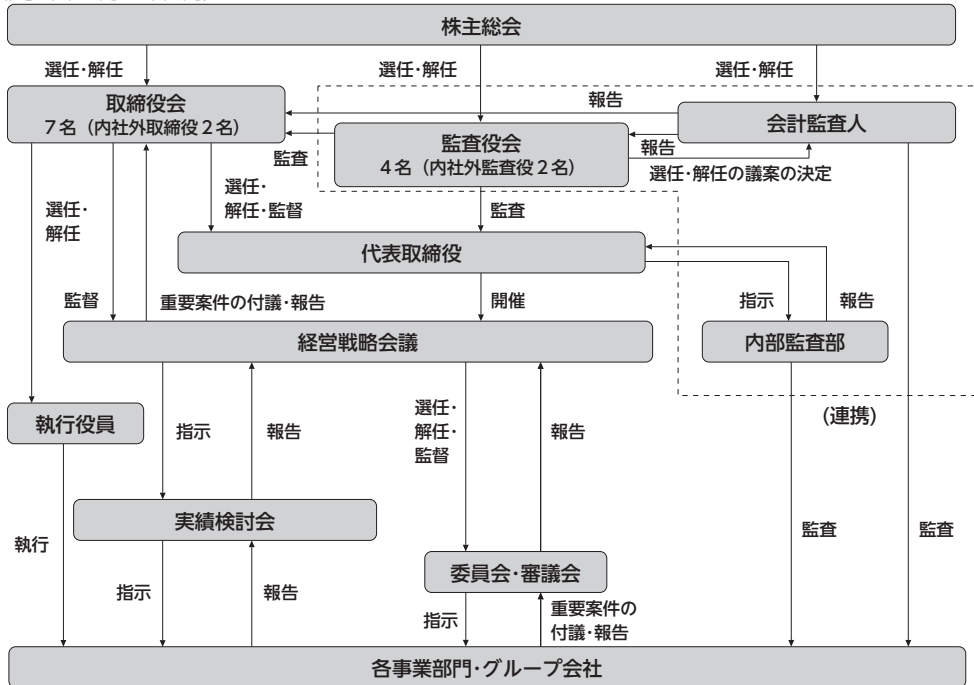 株主総会
選任・解任
選任・解任
選任・解任
取締役会
7名（内社外取締役2名）
報告
会計監査人
監査役会
4名（内社外監査役2名）
監査
報告
選任・解任の議案の決定
選任・
解任
選任・
解任・監督
監査
代表取締役
監督
重要案件の付議・報告
開催
指示
報告
経営戦略会議
内部監査部
(連携)
執行役員
指示
報告
選任・
解任・
監督
報告
実績検討会
執行
監査
監査
委員会・審議会
指示
報告
指示
重要案件の
付議・報告
各事業部門・グループ会社